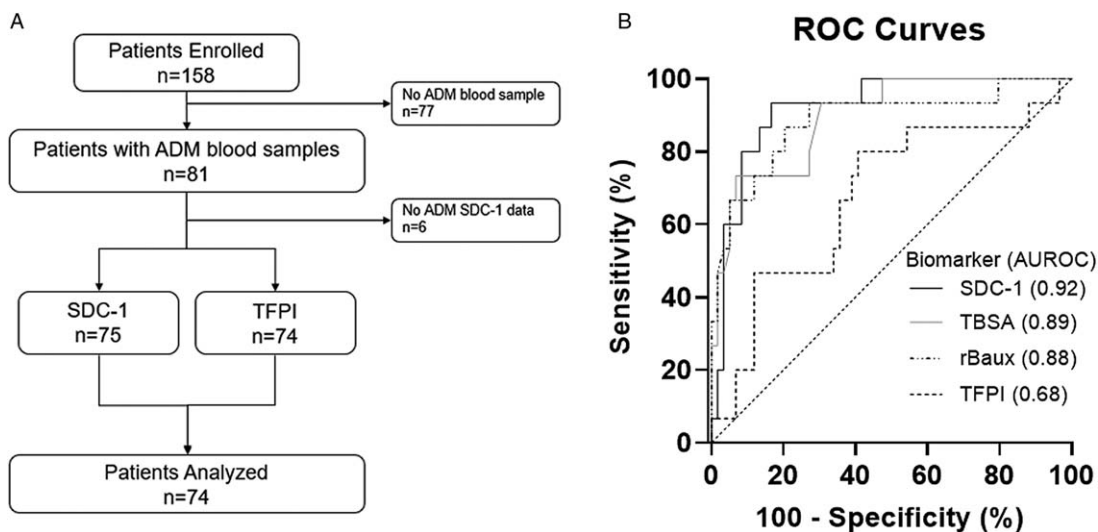 A
Patients Enrolled
n=158
No ADM blood sample
n=77
Patients with ADM blood samples
n=81
No ADM SDC-1 data
n=6
SDC-1
n=75
TFPI
n=74
Patients Analyzed
n=74
B
ROC Curves
Sensitivity (%)
100
80
60
40
20
0
Biomarker (AUROC)
SDC-1 (0.92)
TBSA (0.89)
rBaux (0.88)
TFPI (0.68)
0 20 40 60 80 100
100 - Specificity (%)